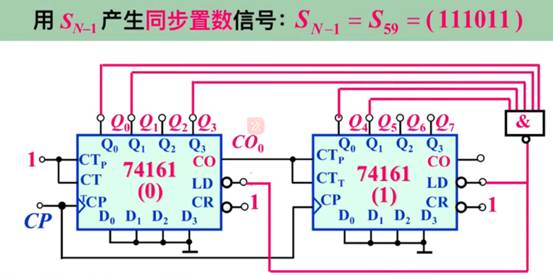 用 S_{N-1} 产生同步置数信号：S_{N-1} = S_{59} = (111011)
Q_0 Q_1 Q_2 Q_3 Q_4 Q_5 Q_6 Q_7 &
Q_0 Q_1 Q_2 Q_3 CO_0 Q_0 Q_1 Q_2 Q_3
1 CT_P CO CT_P CO
74161 74161
CT_T LD CT_T LD
(0) (1)
CP CP CR 1 CP CR 1
D_0 D_1 D_2 D_3 D_0 D_1 D_2 D_3